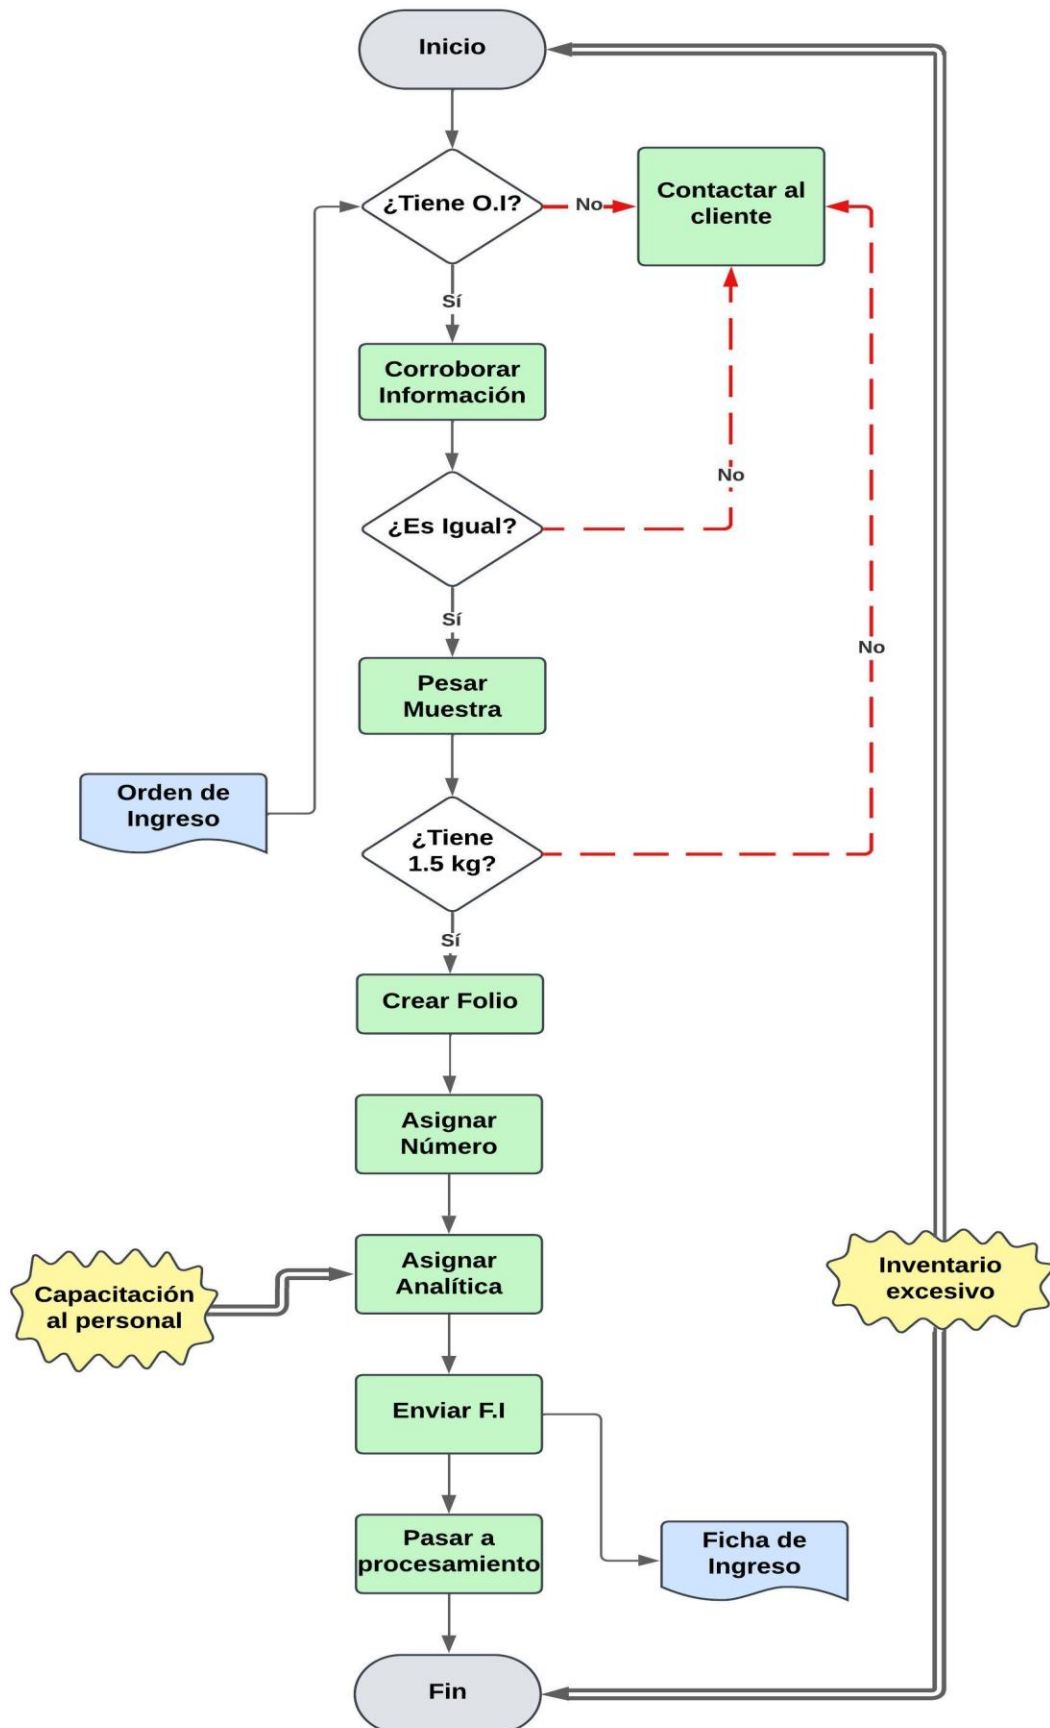 Inicio
¿Tiene O.I?
No
Contactar al
cliente
Sí
Corroborar
Información
¿Es Igual?
No
Sí
No
Pesar
Muestra
Orden de
Ingreso
¿Tiene
1.5 kg?
Sí
Crear Folio
Asignar
Número
Asignar
Analítica
Capacitación
al personal
Inventario
excesivo
Enviar F.I
Pasar a
procesamiento
Ficha de
Ingreso
Fin